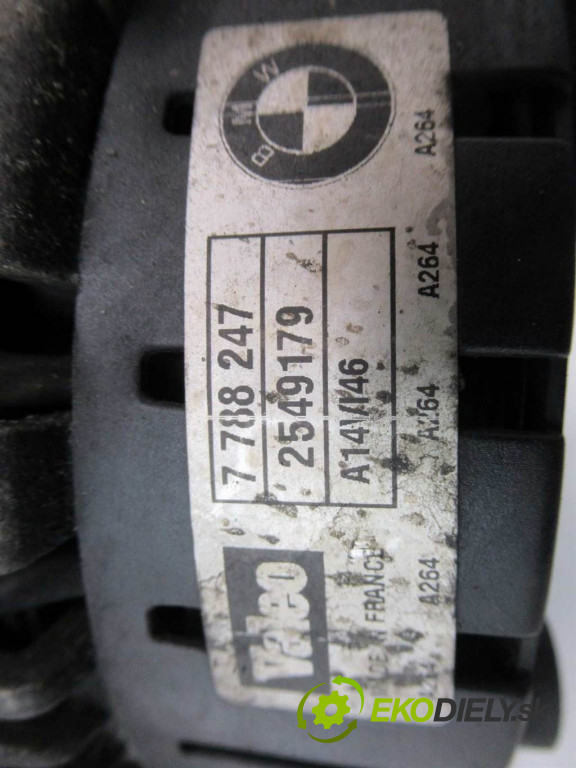 BMW
7 788 247
2549179
A14VI46
valeo
FRANCE
A264
A264
A264
A264
EKODIELY.sk